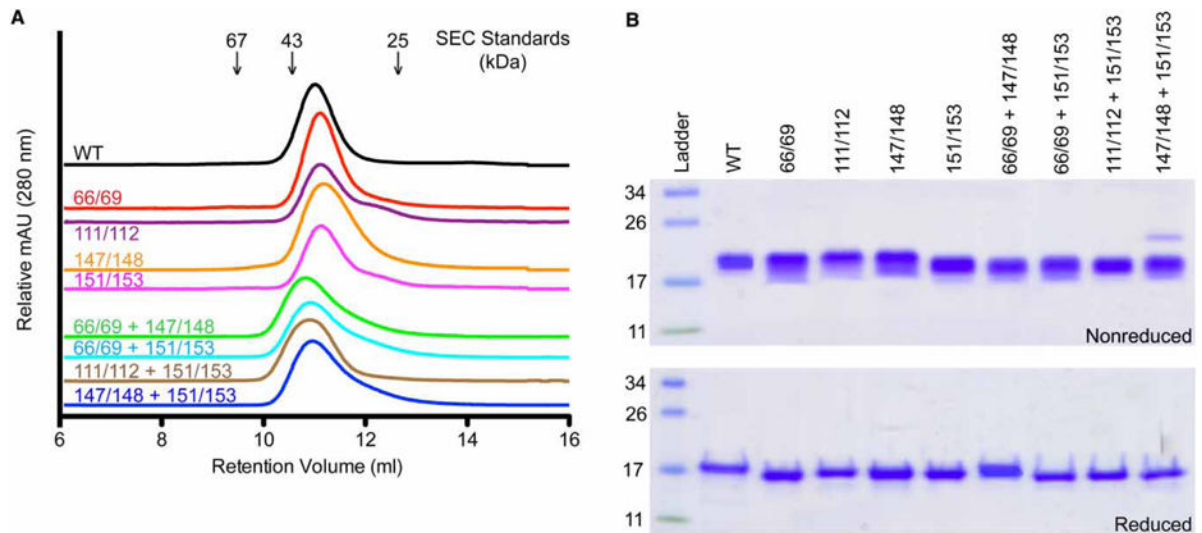 A
67 43 25 SEC Standards
(kDa)
WT
66/69
111/112
147/148
151/153
66/69 + 147/148
66/69 + 151/153
111/112 + 151/153
147/148 + 151/153
Relative mAU (280 nm)
6 8 10 12 14 16
Retention Volume (ml)
B
Ladder
WT
66/69
111/112
147/148
151/153
66/69 + 147/148
66/69 + 151/153
111/112 + 151/153
147/148 + 151/153
34
26
17
11
Nonreduced
34
26
17
11
Reduced